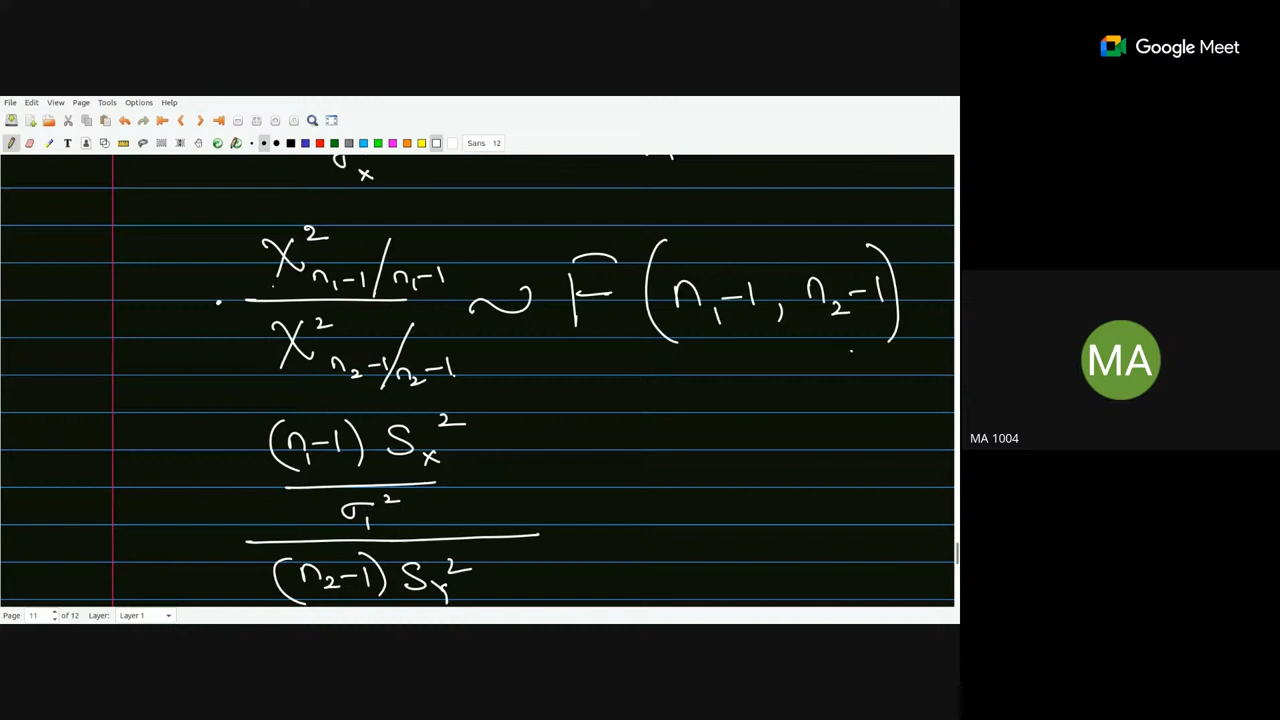 Google Meet
File Edit View Page Tools Options Help
Sans 12
σ_x
χ²_{n₁-1}/n₁-1
χ²_{n₂-1}/n₂-1
~ F (n₁-1, n₂-1)
(n₁-1) S_x²
σ₁²
(n₂-1) S_Y²
MA
MA 1004
Page 11 of 12 Layer: Layer 1